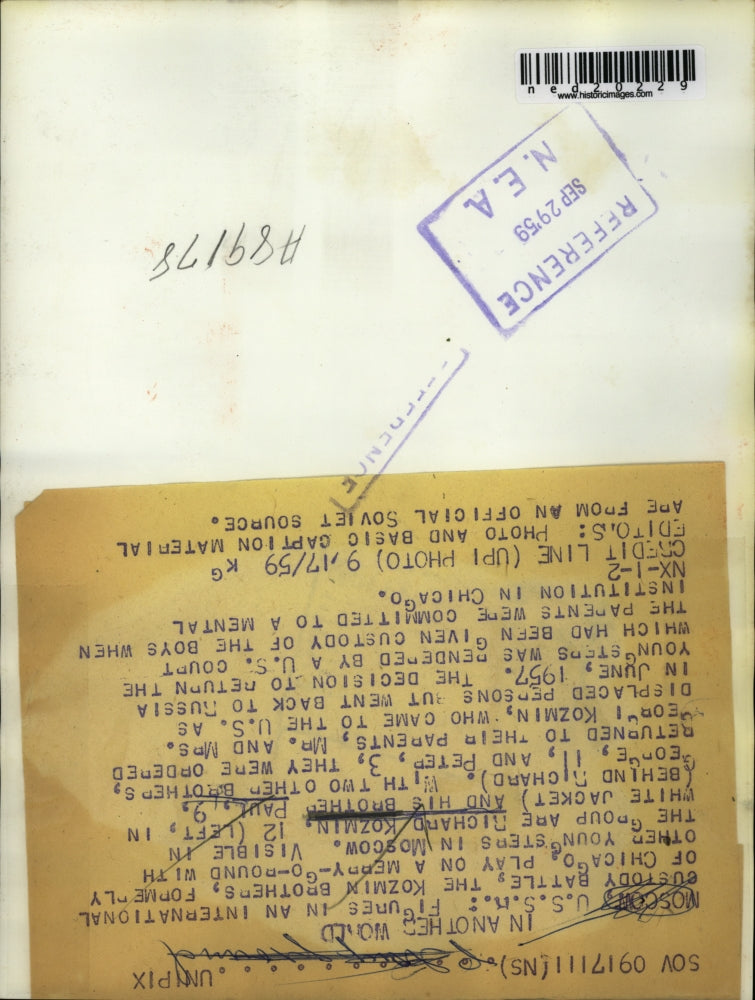 ned20229
www.historicimages.com
REFERENCE
SEP 29'59
N. E. A.
A89178
REFERENCE
SOV 0917111(NS). UNIPIX
IN ANOTHER WORLD
MOSCOW, U.S.S.R.: FIGURES IN AN INTERNATIONAL
CUSTODY BATTLE, THE KOZMIN BROTHERS, FORMERLY
OF CHICAGO, PLAY ON A MERRY-GO-ROUND WITH
OTHER YOUNGSTERS IN MOSCOW. VISIBLE IN
THE GROUP ARE RICHARD KOZMIN, 12 (LEFT, IN
WHITE JACKET) AND HIS BROTHER PAUL, 9,
(BEHIND RICHARD). WITH TWO OTHER BROTHERS,
GEORGE, 11, AND PETER, 3, THEY WERE ORDERED
RETURNED TO THEIR PARENTS, MR. AND MRS.
GEORGI KOZMIN, WHO CAME TO THE U.S. AS
DISPLACED PERSONS BUT WENT BACK TO RUSSIA
IN JUNE, 1957. THE DECISION TO RETURN THE
YOUNGSTERS WAS RENDERED BY A U.S. COURT
WHICH HAD BEEN GIVEN CUSTODY OF THE BOYS WHEN
THE PARENTS WERE COMMITTED TO A MENTAL
INSTITUTION IN CHICAGO.
NX-1-2
CREDIT LINE (UPI PHOTO) 9/17/59 KG
EDITO,S: PHOTO AND BASIC CAPTION MATERIAL
ARE FROM AN OFFICIAL SOVIET SOURCE.